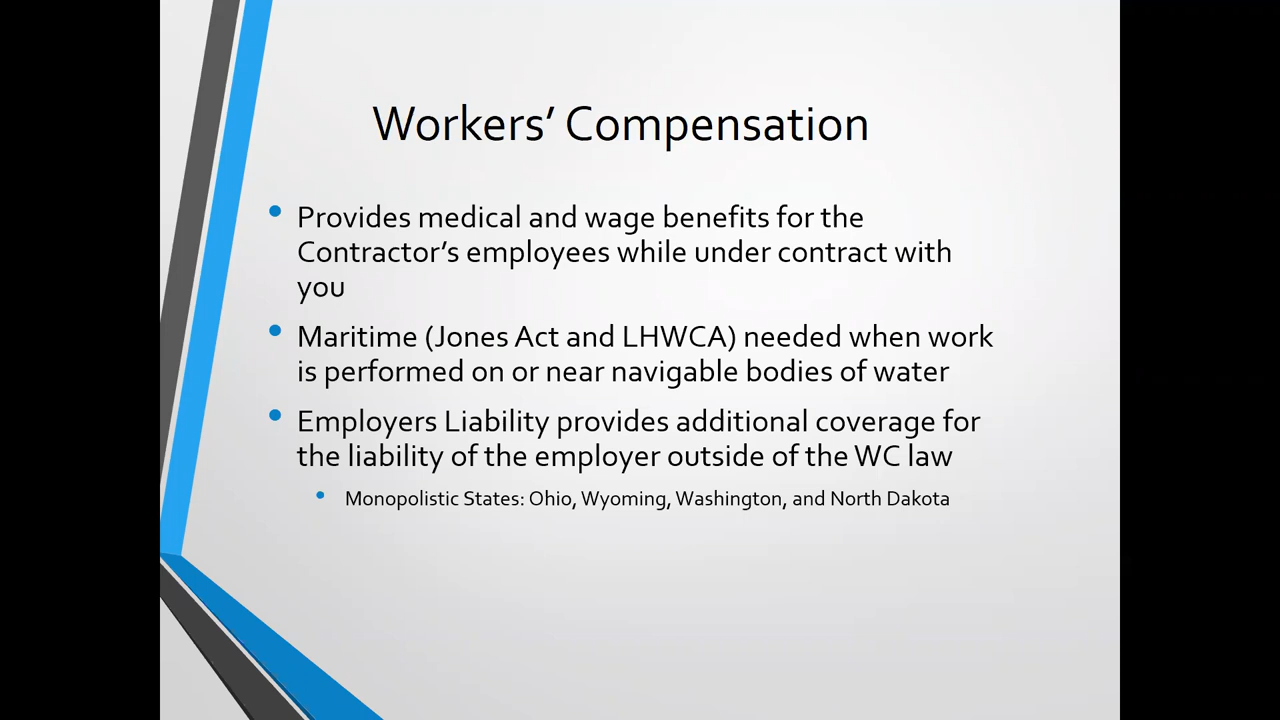 Workers’ Compensation
• Provides medical and wage benefits for the
Contractor’s employees while under contract with
you
• Maritime (Jones Act and LHWCA) needed when work
is performed on or near navigable bodies of water
• Employers Liability provides additional coverage for
the liability of the employer outside of the WC law
• Monopolistic States: Ohio, Wyoming, Washington, and North Dakota